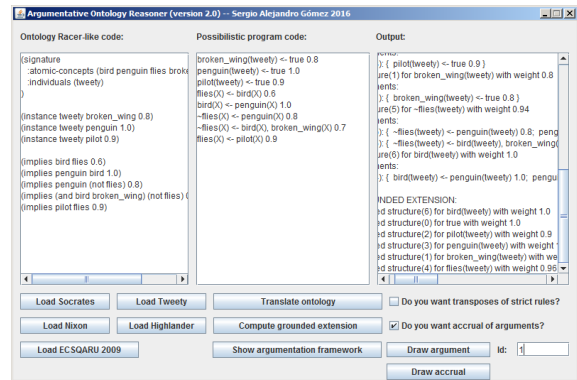 Argumentative Ontology Reasoner (version 2.0) -- Sergio Alejandro Gómez 2016
Ontology Racer-like code:
(signature
:atomic-concepts (bird penguin flies broke
:individuals (tweety)
)
(instance tweety broken_wing 0.8)
(instance tweety penguin 1.0)
(instance tweety pilot 0.9)
(implies bird flies 0.6)
(implies penguin bird 1.0)
(implies penguin (not flies) 0.8)
(implies (and bird broken_wing) (not flies) 0
(implies pilot flies 0.9)
Possibilistic program code:
broken_wing(tweety) <- true 0.8
penguin(tweety) <- true 1.0
pilot(tweety) <- true 0.9
flies(X) <- bird(X) 0.6
bird(X) <- penguin(X) 1.0
~flies(X) <- penguin(X) 0.8
~flies(X) <- bird(X), broken_wing(X) 0.7
flies(X) <- pilot(X) 0.9
Output:
ents:
): { pilot(tweety) <- true 0.9 }
ure(1) for broken_wing(tweety) with weight 0.8
ents:
): { broken_wing(tweety) <- true 0.8 }
ure(5) for ~flies(tweety) with weight 0.94
ents:
): { ~flies(tweety) <- penguin(tweety) 0.8; peng
): { ~flies(tweety) <- bird(tweety), broken_wing(
ure(6) for bird(tweety) with weight 1.0
ents:
): { bird(tweety) <- penguin(tweety) 1.0; pengu
UNDED EXTENSION:
ed structure(6) for bird(tweety) with weight 1.0
ed structure(0) for true with weight 1.0
ed structure(2) for pilot(tweety) with weight 0.9
ed structure(3) for penguin(tweety) with weight
ed structure(1) for broken_wing(tweety) with we
ed structure(4) for flies(tweety) with weight 0.96
Load Socrates Load Tweety Translate ontology Do you want transposes of strict rules?
Load Nixon Load Highlander Compute grounded extension Do you want accrual of arguments?
Load ECSQARU 2009 Show argumentation framework Draw argument Id: 1
Draw accrual